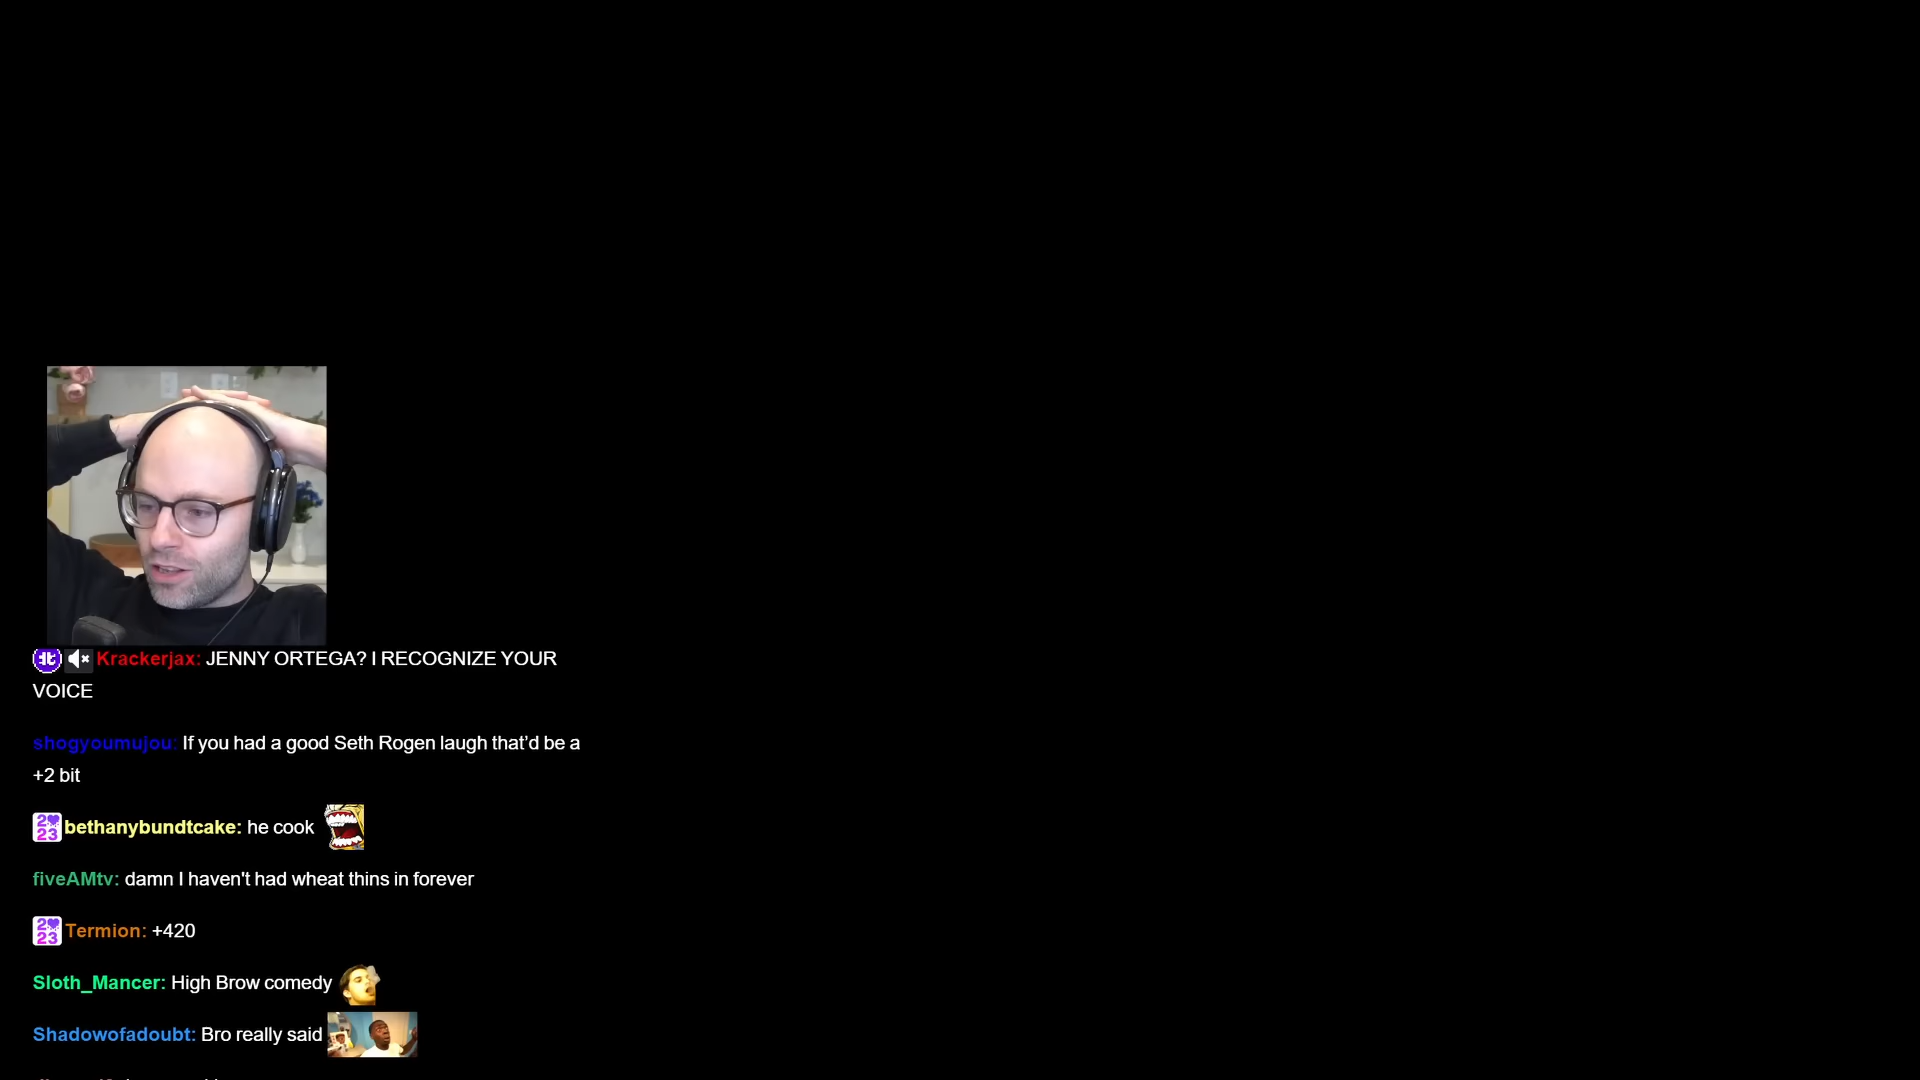 Krackerjax: JENNY ORTEGA? I RECOGNIZE YOUR
VOICE
shogyoumujou: If you had a good Seth Rogen laugh that'd be a
+2 bit
2023 bethanybundtcake: he cook
fiveAMtv: damn I haven't had wheat thins in forever
2023 Termion: +420
Sloth_Mancer: High Brow comedy
Shadowofadoubt: Bro really said